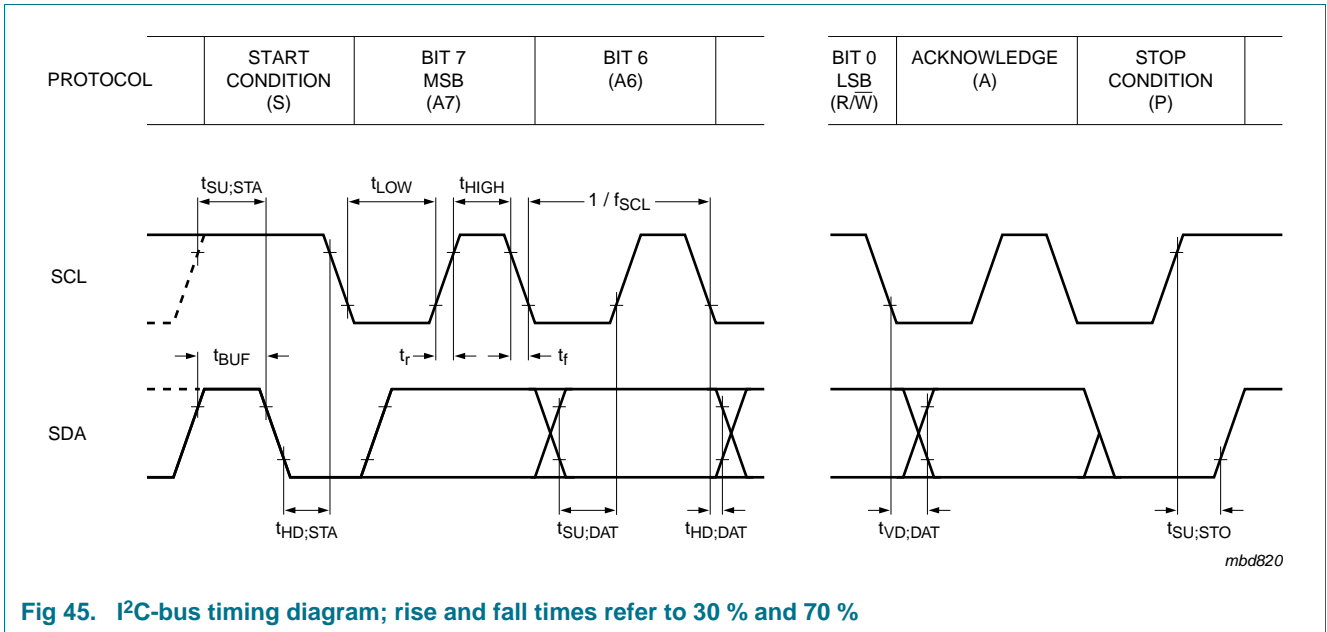 PROTOCOL
START
CONDITION
(S)
BIT 7
MSB
(A7)
BIT 6
(A6)
BIT 0
LSB
(R/W̅)
ACKNOWLEDGE
(A)
STOP
CONDITION
(P)
tSU;STA
tLOW
tHIGH
1 / fSCL
SCL
tBUF
tr
tf
SDA
tHD;STA
tSU;DAT
tHD;DAT
tVD;DAT
tSU;STO
mbd820
Fig 45. I²C-bus timing diagram; rise and fall times refer to 30 % and 70 %